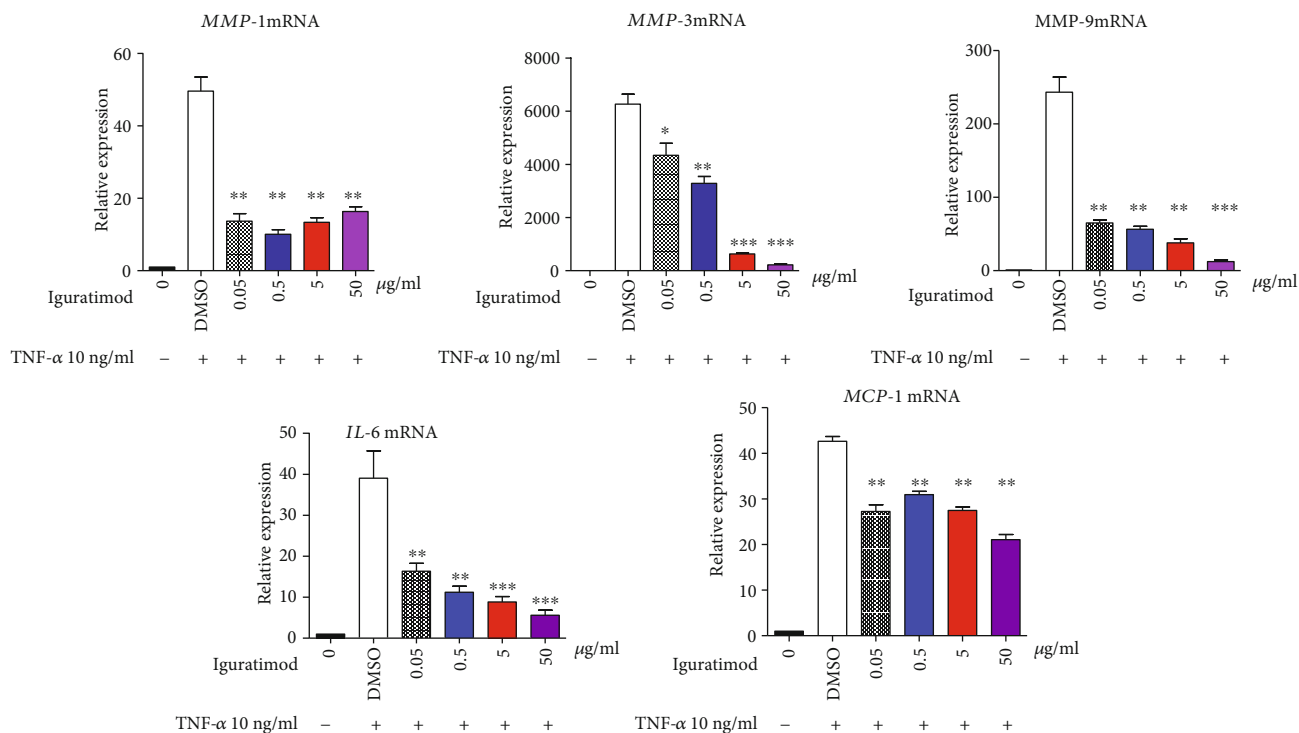 MMP-1mRNA
60
40
20
0
Relative expression
** ** ** **
0 DMSO 0.05 0.5 5 50 μg/ml
Iguratimod
TNF-α 10 ng/ml – + + + + +
MMP-3mRNA
8000
6000
4000
2000
0
Relative expression
* ** *** ***
0 DMSO 0.05 0.5 5 50 μg/ml
Iguratimod
TNF-α 10 ng/ml – + + + + +
MMP-9mRNA
300
200
100
0
Relative expression
** ** ** ***
0 DMSO 0.05 0.5 5 50 μg/ml
Iguratimod
TNF-α 10 ng/ml – + + + + +
IL-6 mRNA
50
40
30
20
10
0
Relative expression
** ** *** ***
0 DMSO 0.05 0.5 5 50 μg/ml
Iguratimod
TNF-α 10 ng/ml – + + + + +
MCP-1 mRNA
50
40
30
20
10
0
Relative expression
** ** ** **
0 DMSO 0.05 0.5 5 50 μg/ml
Iguratimod
TNF-α 10 ng/ml – + + + + +